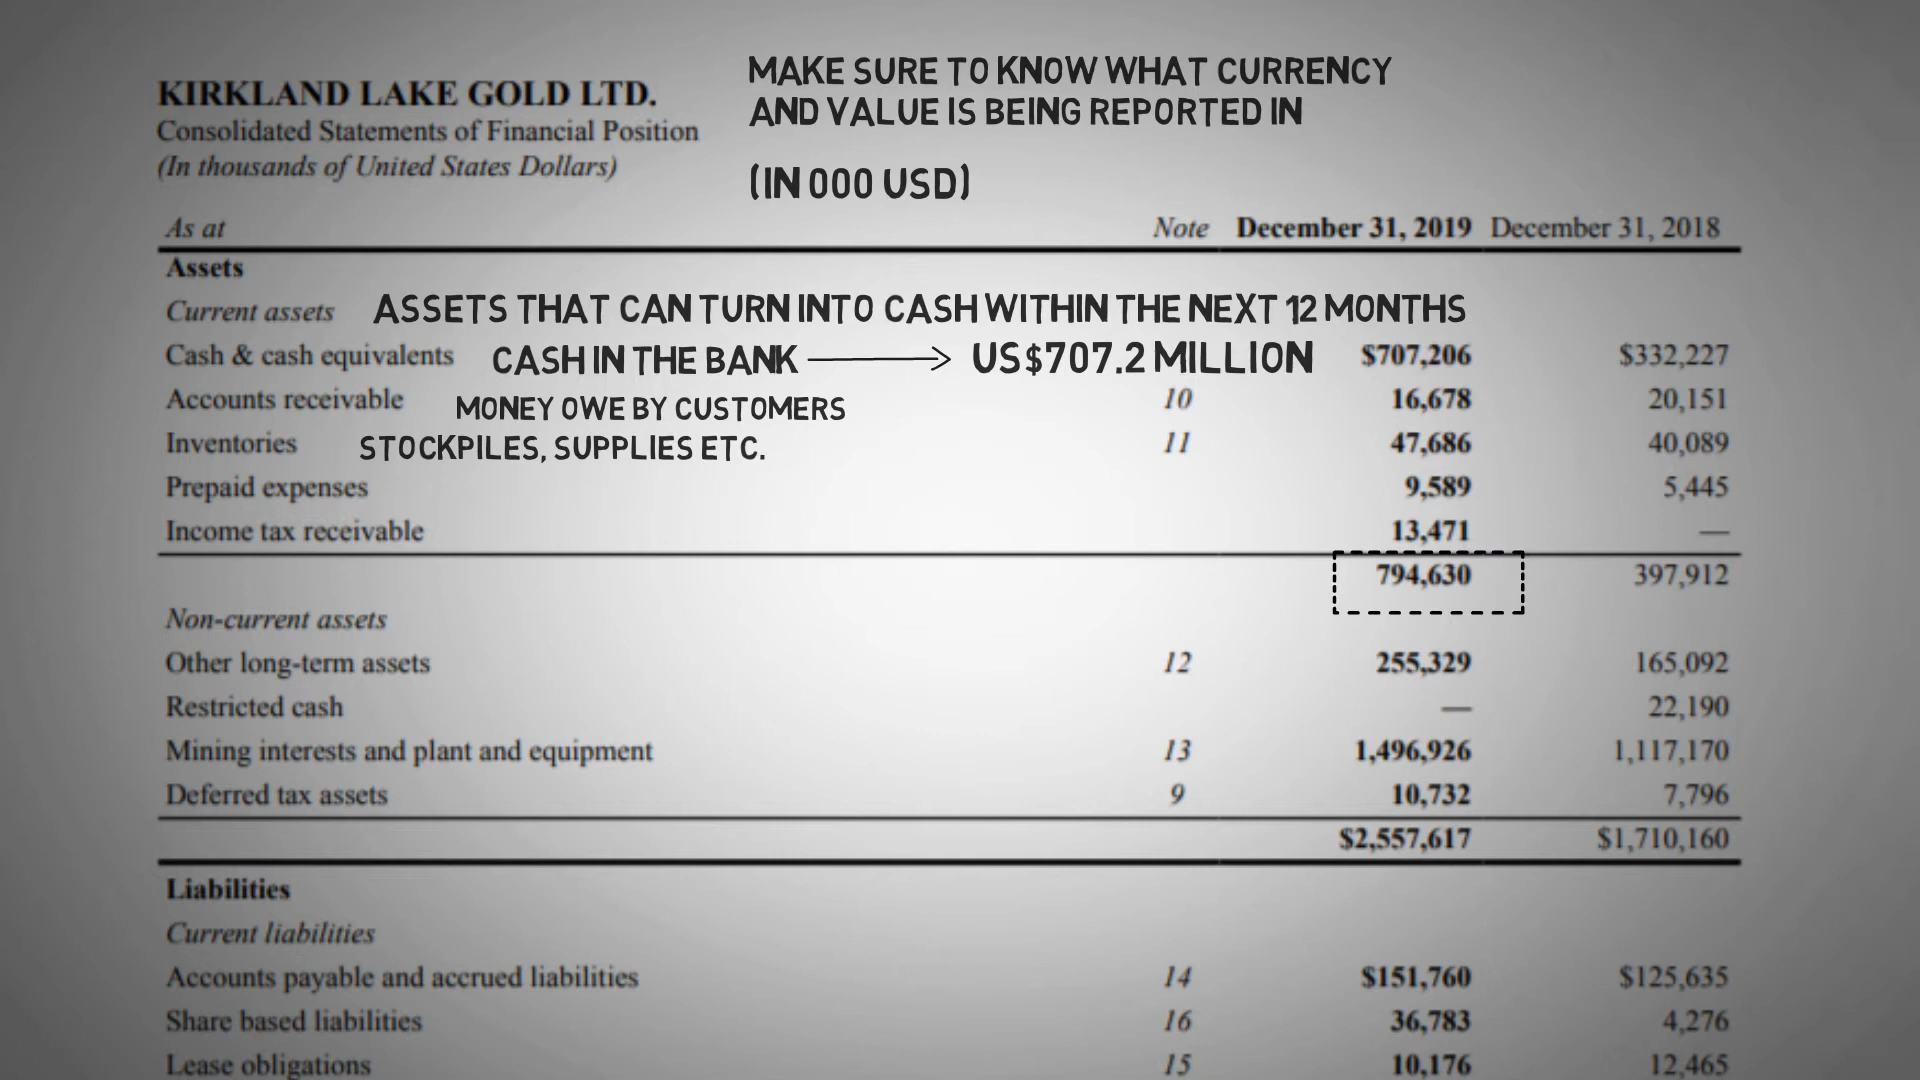 KIRKLAND LAKE GOLD LTD.
Consolidated Statements of Financial Position
(In thousands of United States Dollars)
MAKE SURE TO KNOW WHAT CURRENCY
AND VALUE IS BEING REPORTED IN
(IN 000 USD)
As at Note December 31, 2019 December 31, 2018
Assets
Current assets ASSETS THAT CAN TURN INTO CASH WITHIN THE NEXT 12 MONTHS
Cash & cash equivalents CASH IN THE BANK US$707.2 MILLION $707,206 $332,227
Accounts receivable MONEY OWE BY CUSTOMERS 10 16,678 20,151
Inventories STOCKPILES, SUPPLIES ETC. 11 47,686 40,089
Prepaid expenses 9,589 5,445
Income tax receivable 13,471 —
794,630 397,912
Non-current assets
Other long-term assets 12 255,329 165,092
Restricted cash — 22,190
Mining interests and plant and equipment 13 1,496,926 1,117,170
Deferred tax assets 9 10,732 7,796
$2,557,617 $1,710,160
Liabilities
Current liabilities
Accounts payable and accrued liabilities 14 $151,760 $125,635
Share based liabilities 16 36,783 4,276
Lease obligations 15 10,176 12,465